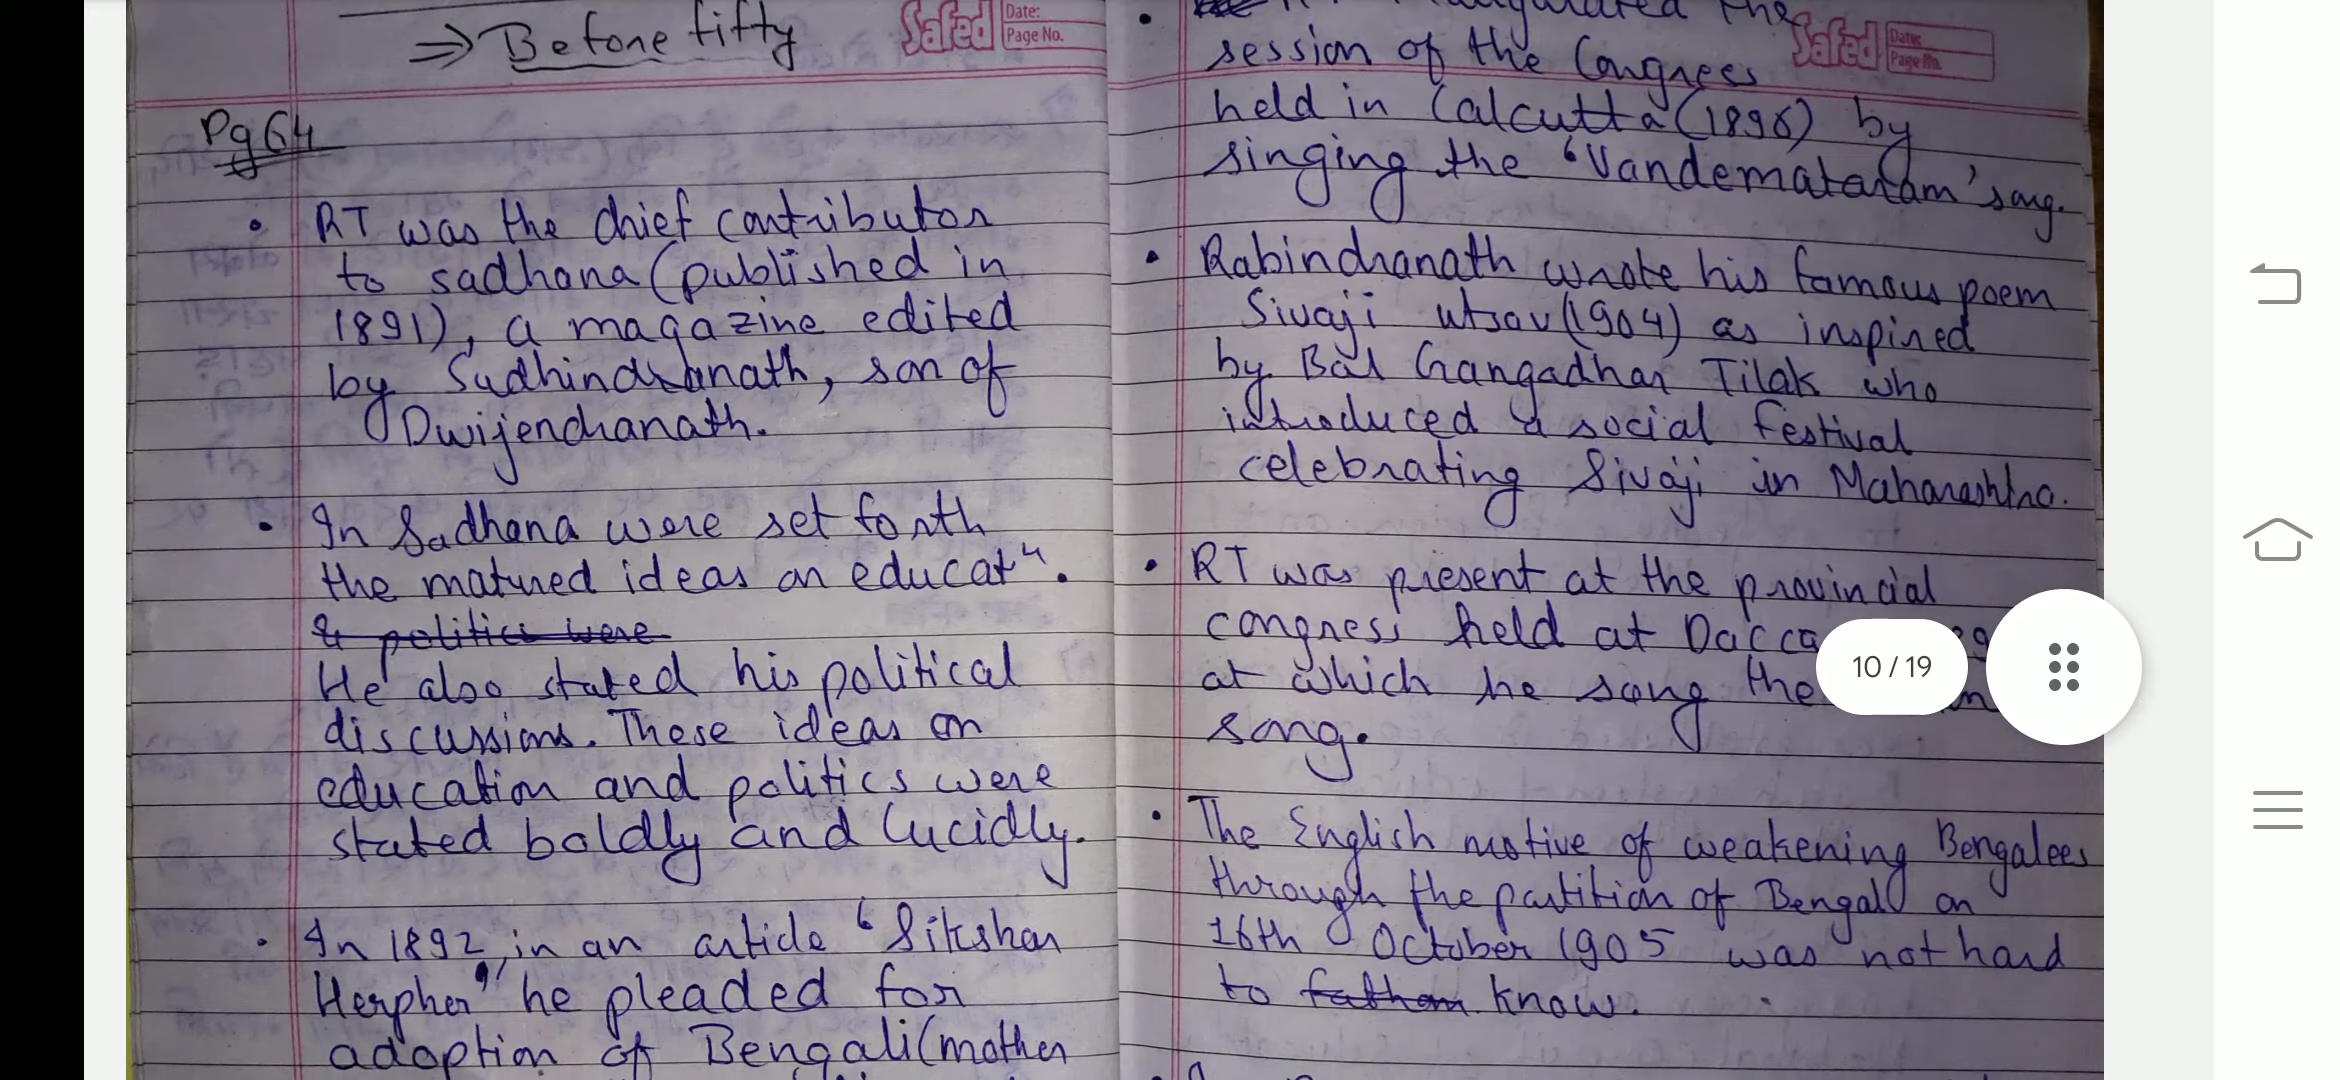 ⇒ Before fifty
Safed
Date:
Page No.
Pg 64
• RT was the chief contributor
to sadhana (published in
1891), a magazine edited
by Sudhindranath, son of
Dwijendranath.
• In Sadhana were set forth
the matured ideas on educatⁿ.
& politics were
He also stated his political
discussions. These ideas on
education and politics were
stated boldly and lucidly.
• In 1892, in an article 'Sikshar
Herpher', he pleaded for
adoption of Bengali (mother
the
Safed
Date:
Page No.
session of the Congress
held in Calcutta (1896) by
singing the 'Vandemataram' song.
• Rabindranath wrote his famous poem
Sivaji utsav (1904) as inspired
by Bal Gangadhar Tilak who
introduced a social festival
celebrating Sivaji in Maharashtra.
• RT was present at the provincial
congress held at Dacca
at which he sang the
song.
• The English motive of weakening Bengalees
through the partition of Bengal on
16th October 1905 was not hard
to fathom know.
10 / 19